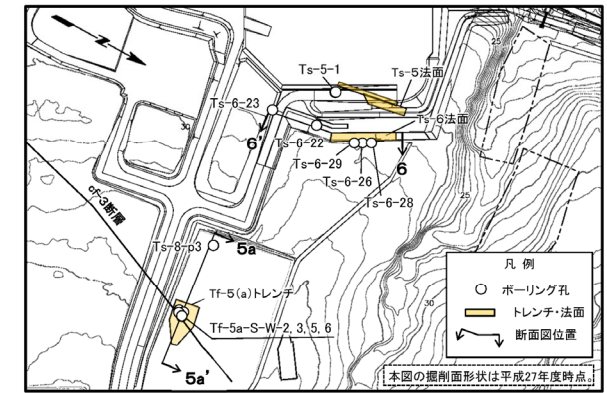 25
Ts-5-1
Ts-5法面
Ts-6-23
Ts-6法面
30
6'
Ts-6-22
Ts-6-29
6
Ts-6-26
Ts-6-28
25
cf-3断層
Ts-8-p3
5a
凡 例
ボーリング孔
トレンチ・法面
断面図位置
Tf-5(a)トレンチ
30
Tf-5a-S-W-2, 3, 5, 6
5a'
本図の掘削面形状は平成27年度時点。